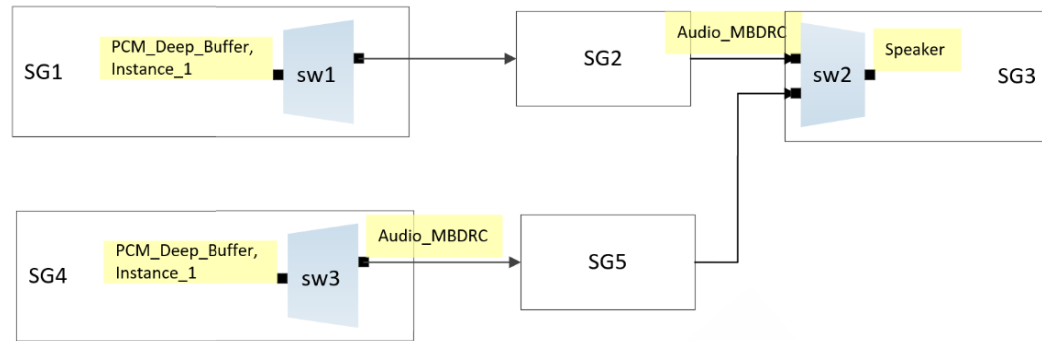 PCM_Deep_Buffer,
Instance_1
SG1
sw1
SG2
Audio_MBDRC
sw2
Speaker
SG3
PCM_Deep_Buffer,
Instance_1
SG4
sw3
Audio_MBDRC
SG5